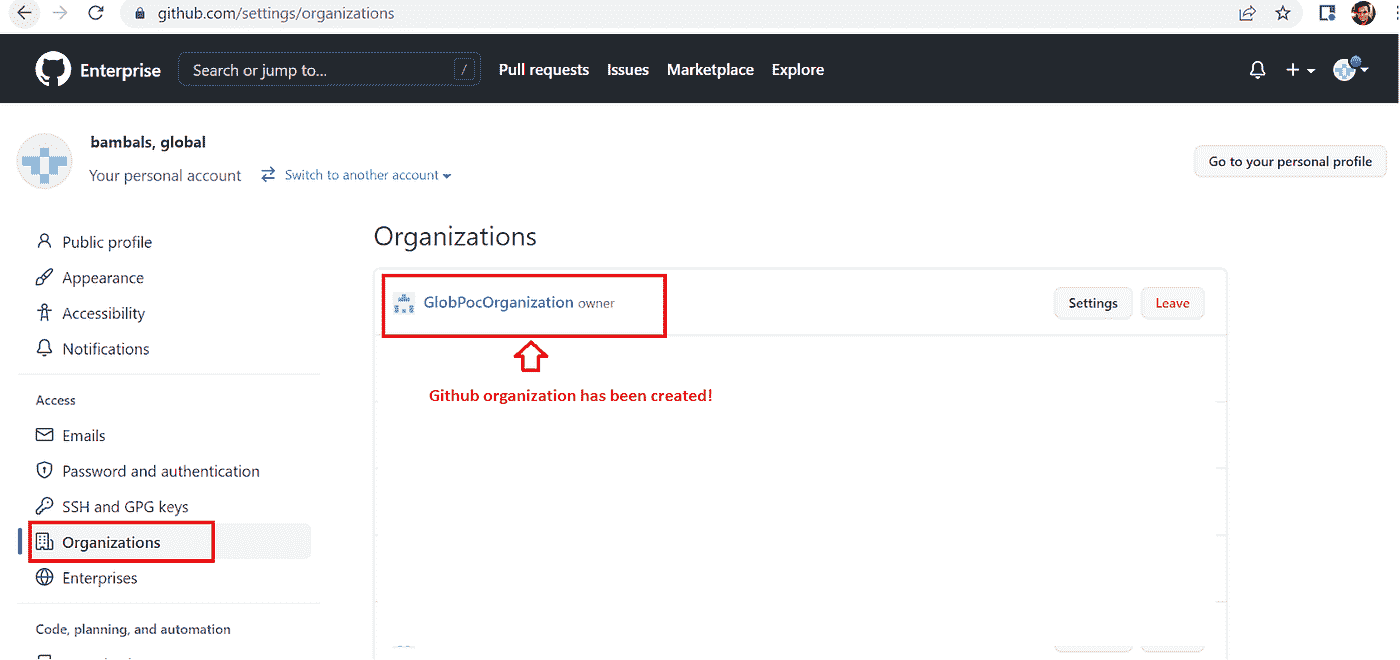 github.com/settings/organizations
Enterprise
Search or jump to...
/
Pull requests
Issues
Marketplace
Explore
bambals, global
Your personal account
Switch to another account
Go to your personal profile
Public profile
Appearance
Accessibility
Notifications
Access
Emails
Password and authentication
SSH and GPG keys
Organizations
Enterprises
Code, planning, and automation
Organizations
GlobPocOrganization owner
Settings
Leave
Github organization has been created!